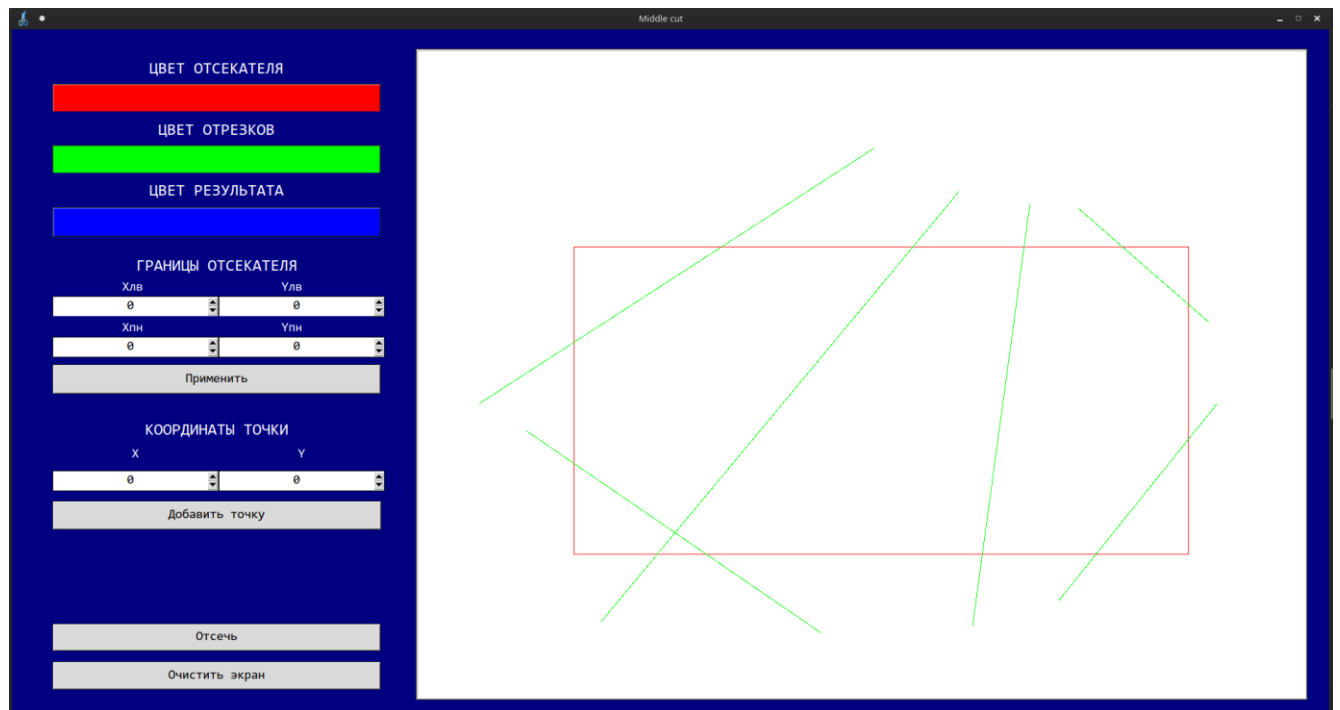 Middle cut
ЦВЕТ ОТСЕКАТЕЛЯ
ЦВЕТ ОТРЕЗКОВ
ЦВЕТ РЕЗУЛЬТАТА
ГРАНИЦЫ ОТСЕКАТЕЛЯ
Xлв Yлв
0 0
Xпн Yпн
0 0
Применить
КООРДИНАТЫ ТОЧКИ
X Y
0 0
Добавить точку
Отсечь
Очистить экран